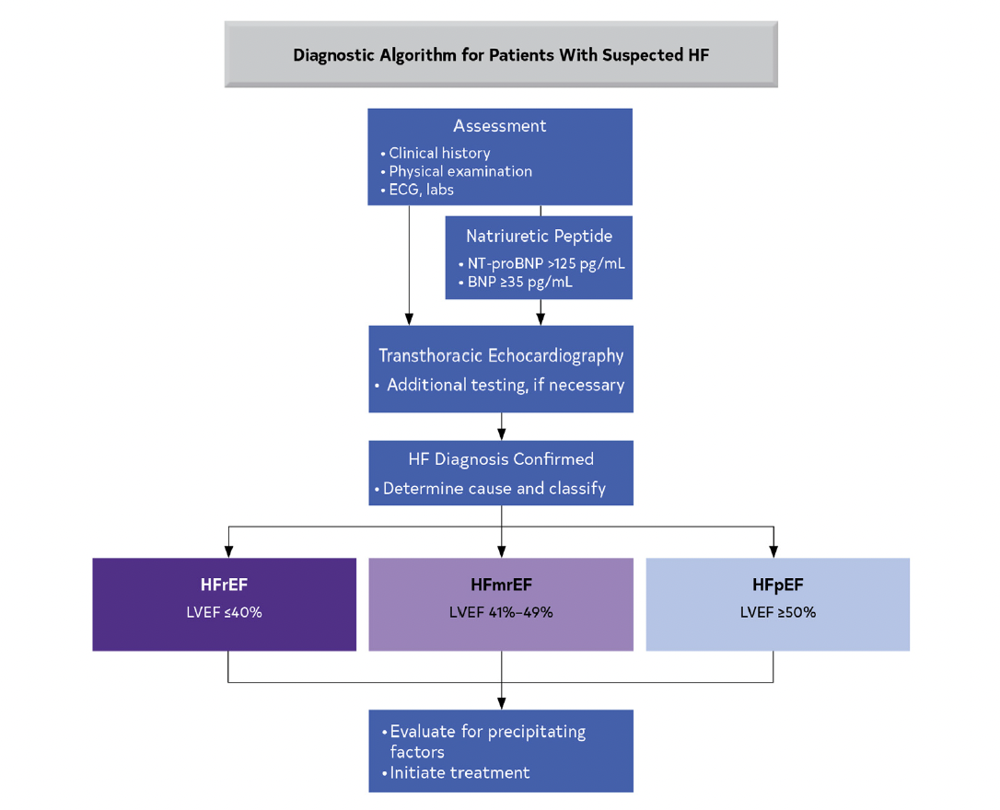 Diagnostic Algorithm for Patients With Suspected HF
Assessment
• Clinical history
• Physical examination
• ECG, labs
Natriuretic Peptide
• NT-proBNP >125 pg/mL
• BNP ≥35 pg/mL
Transthoracic Echocardiography
• Additional testing, if necessary
HF Diagnosis Confirmed
• Determine cause and classify
HFrEF
LVEF ≤40%
HFmrEF
LVEF 41%–49%
HFpEF
LVEF ≥50%
• Evaluate for precipitating
factors
• Initiate treatment